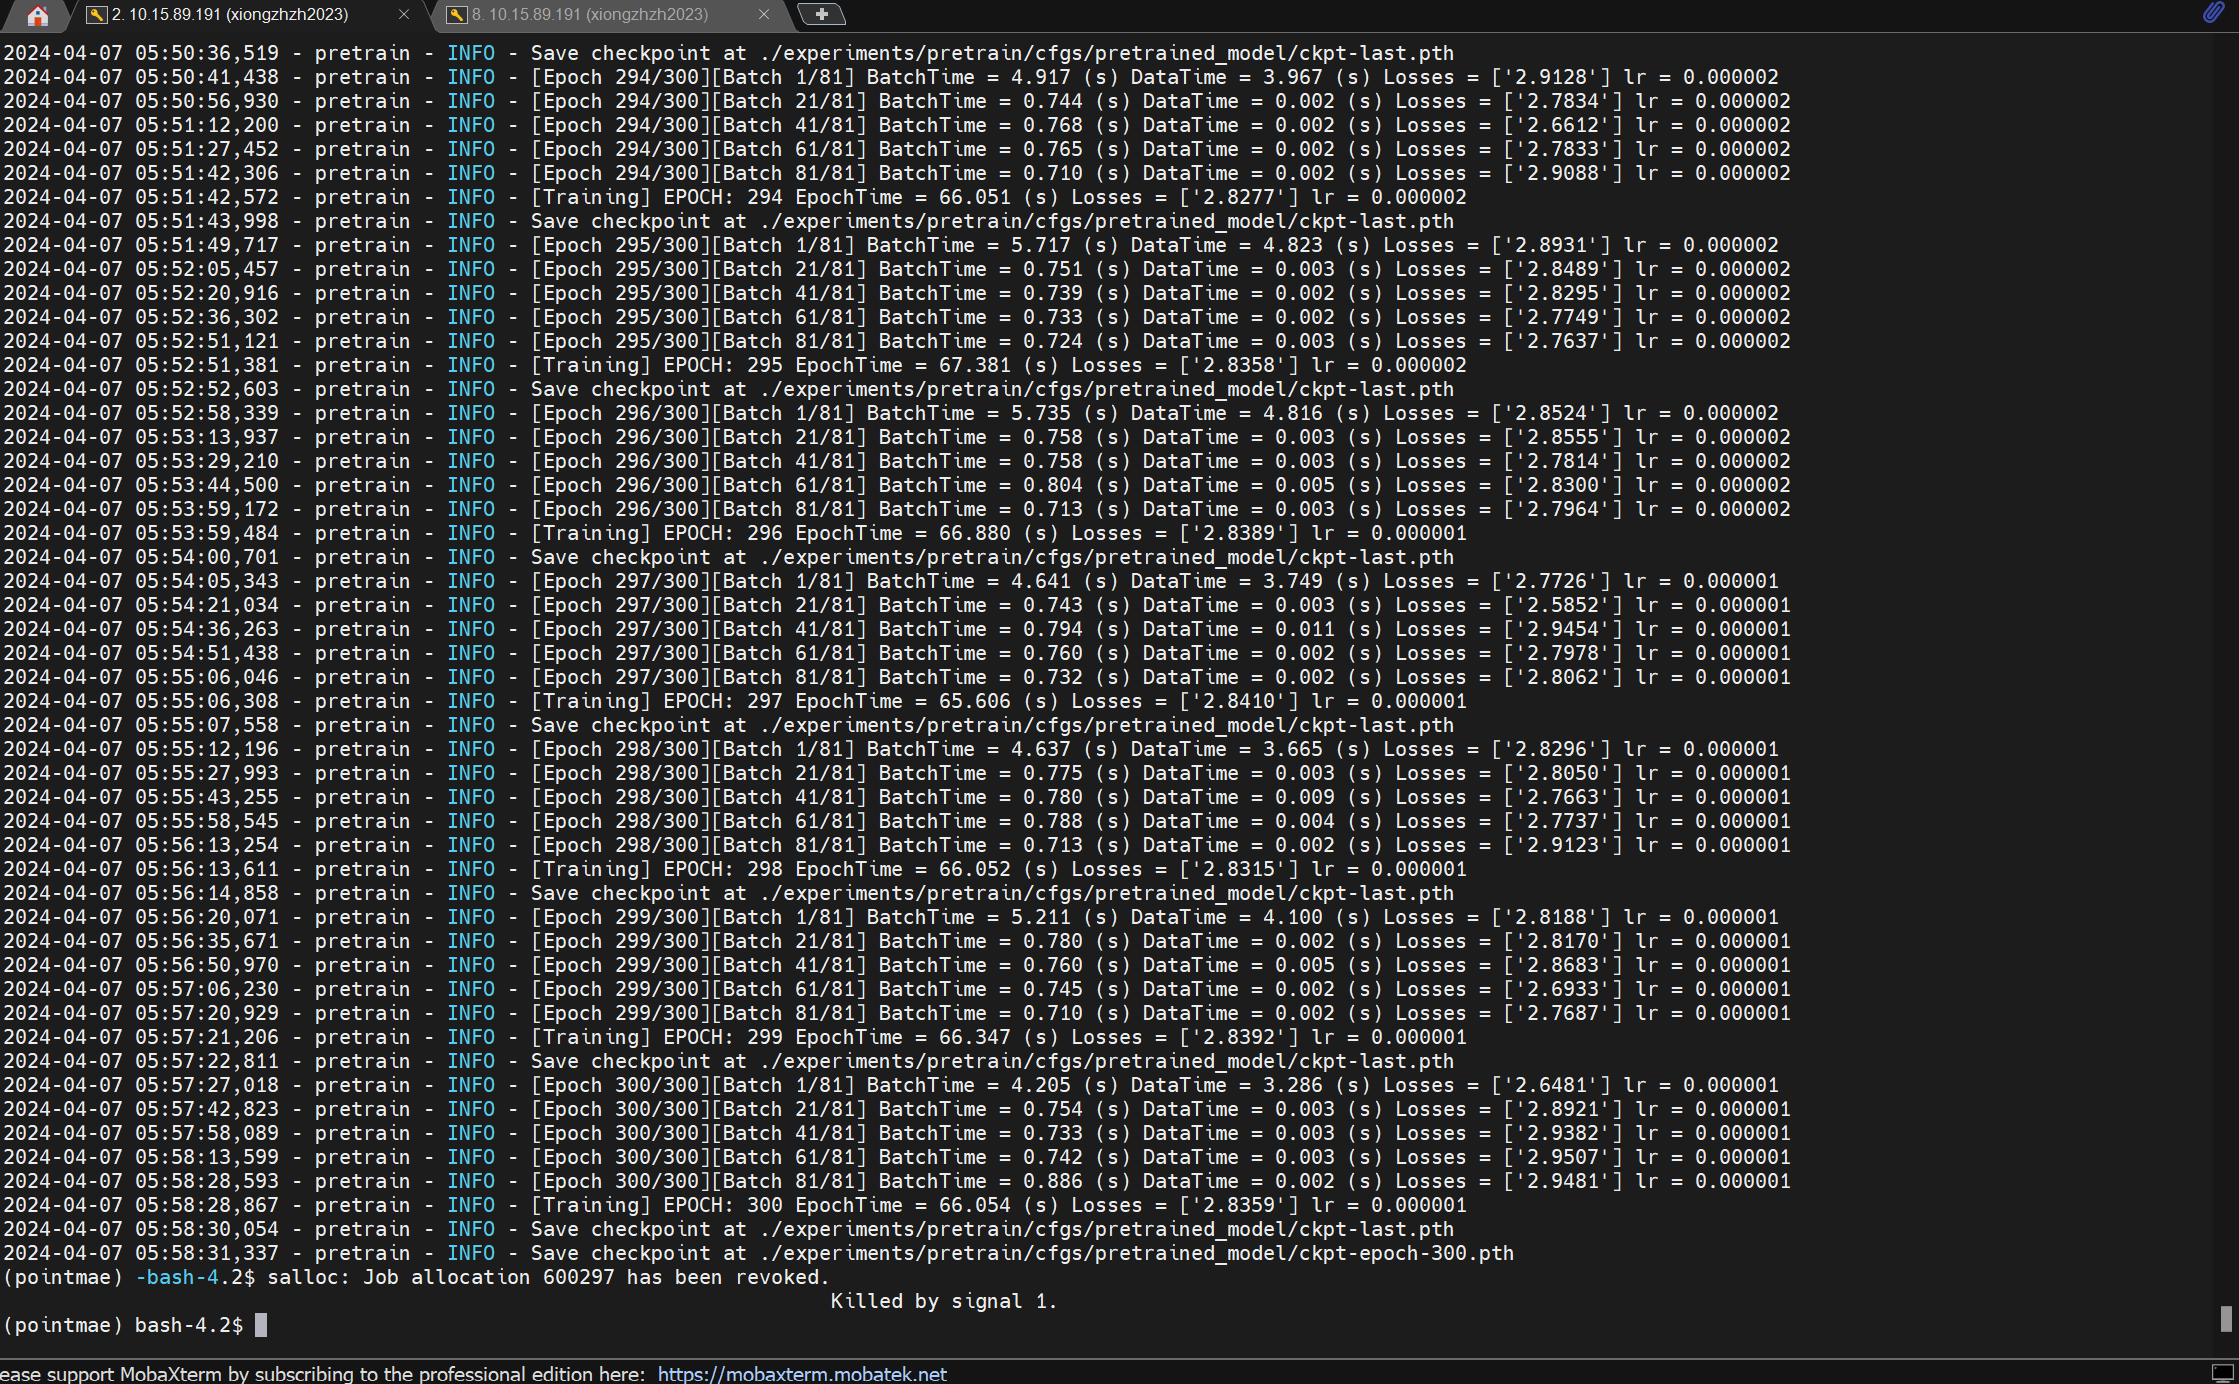 2. 10.15.89.191 (xiongzhzh2023)
8. 10.15.89.191 (xiongzhzh2023)
2024-04-07 05:50:36,519 - pretrain - INFO - Save checkpoint at ./experiments/pretrain/cfgs/pretrained_model/ckpt-last.pth
2024-04-07 05:50:41,438 - pretrain - INFO - [Epoch 294/300][Batch 1/81] BatchTime = 4.917 (s) DataTime = 3.967 (s) Losses = ['2.9128'] lr = 0.000002
2024-04-07 05:50:56,930 - pretrain - INFO - [Epoch 294/300][Batch 21/81] BatchTime = 0.744 (s) DataTime = 0.002 (s) Losses = ['2.7834'] lr = 0.000002
2024-04-07 05:51:12,200 - pretrain - INFO - [Epoch 294/300][Batch 41/81] BatchTime = 0.768 (s) DataTime = 0.002 (s) Losses = ['2.6612'] lr = 0.000002
2024-04-07 05:51:27,452 - pretrain - INFO - [Epoch 294/300][Batch 61/81] BatchTime = 0.765 (s) DataTime = 0.002 (s) Losses = ['2.7833'] lr = 0.000002
2024-04-07 05:51:42,306 - pretrain - INFO - [Epoch 294/300][Batch 81/81] BatchTime = 0.710 (s) DataTime = 0.002 (s) Losses = ['2.9088'] lr = 0.000002
2024-04-07 05:51:42,572 - pretrain - INFO - [Training] EPOCH: 294 EpochTime = 66.051 (s) Losses = ['2.8277'] lr = 0.000002
2024-04-07 05:51:43,998 - pretrain - INFO - Save checkpoint at ./experiments/pretrain/cfgs/pretrained_model/ckpt-last.pth
2024-04-07 05:51:49,717 - pretrain - INFO - [Epoch 295/300][Batch 1/81] BatchTime = 5.717 (s) DataTime = 4.823 (s) Losses = ['2.8931'] lr = 0.000002
2024-04-07 05:52:05,457 - pretrain - INFO - [Epoch 295/300][Batch 21/81] BatchTime = 0.751 (s) DataTime = 0.003 (s) Losses = ['2.8489'] lr = 0.000002
2024-04-07 05:52:20,916 - pretrain - INFO - [Epoch 295/300][Batch 41/81] BatchTime = 0.739 (s) DataTime = 0.002 (s) Losses = ['2.8295'] lr = 0.000002
2024-04-07 05:52:36,302 - pretrain - INFO - [Epoch 295/300][Batch 61/81] BatchTime = 0.733 (s) DataTime = 0.002 (s) Losses = ['2.7749'] lr = 0.000002
2024-04-07 05:52:51,121 - pretrain - INFO - [Epoch 295/300][Batch 81/81] BatchTime = 0.724 (s) DataTime = 0.003 (s) Losses = ['2.7637'] lr = 0.000002
2024-04-07 05:52:51,381 - pretrain - INFO - [Training] EPOCH: 295 EpochTime = 67.381 (s) Losses = ['2.8358'] lr = 0.000002
2024-04-07 05:52:52,603 - pretrain - INFO - Save checkpoint at ./experiments/pretrain/cfgs/pretrained_model/ckpt-last.pth
2024-04-07 05:52:58,339 - pretrain - INFO - [Epoch 296/300][Batch 1/81] BatchTime = 5.735 (s) DataTime = 4.816 (s) Losses = ['2.8524'] lr = 0.000002
2024-04-07 05:53:13,937 - pretrain - INFO - [Epoch 296/300][Batch 21/81] BatchTime = 0.758 (s) DataTime = 0.003 (s) Losses = ['2.8555'] lr = 0.000002
2024-04-07 05:53:29,210 - pretrain - INFO - [Epoch 296/300][Batch 41/81] BatchTime = 0.758 (s) DataTime = 0.003 (s) Losses = ['2.7814'] lr = 0.000002
2024-04-07 05:53:44,500 - pretrain - INFO - [Epoch 296/300][Batch 61/81] BatchTime = 0.804 (s) DataTime = 0.005 (s) Losses = ['2.8300'] lr = 0.000002
2024-04-07 05:53:59,172 - pretrain - INFO - [Epoch 296/300][Batch 81/81] BatchTime = 0.713 (s) DataTime = 0.003 (s) Losses = ['2.7964'] lr = 0.000002
2024-04-07 05:53:59,484 - pretrain - INFO - [Training] EPOCH: 296 EpochTime = 66.880 (s) Losses = ['2.8389'] lr = 0.000001
2024-04-07 05:54:00,701 - pretrain - INFO - Save checkpoint at ./experiments/pretrain/cfgs/pretrained_model/ckpt-last.pth
2024-04-07 05:54:05,343 - pretrain - INFO - [Epoch 297/300][Batch 1/81] BatchTime = 4.641 (s) DataTime = 3.749 (s) Losses = ['2.7726'] lr = 0.000001
2024-04-07 05:54:21,034 - pretrain - INFO - [Epoch 297/300][Batch 21/81] BatchTime = 0.743 (s) DataTime = 0.003 (s) Losses = ['2.5852'] lr = 0.000001
2024-04-07 05:54:36,263 - pretrain - INFO - [Epoch 297/300][Batch 41/81] BatchTime = 0.794 (s) DataTime = 0.011 (s) Losses = ['2.9454'] lr = 0.000001
2024-04-07 05:54:51,438 - pretrain - INFO - [Epoch 297/300][Batch 61/81] BatchTime = 0.760 (s) DataTime = 0.002 (s) Losses = ['2.7978'] lr = 0.000001
2024-04-07 05:55:06,046 - pretrain - INFO - [Epoch 297/300][Batch 81/81] BatchTime = 0.732 (s) DataTime = 0.002 (s) Losses = ['2.8062'] lr = 0.000001
2024-04-07 05:55:06,308 - pretrain - INFO - [Training] EPOCH: 297 EpochTime = 65.606 (s) Losses = ['2.8410'] lr = 0.000001
2024-04-07 05:55:07,558 - pretrain - INFO - Save checkpoint at ./experiments/pretrain/cfgs/pretrained_model/ckpt-last.pth
2024-04-07 05:55:12,196 - pretrain - INFO - [Epoch 298/300][Batch 1/81] BatchTime = 4.637 (s) DataTime = 3.665 (s) Losses = ['2.8296'] lr = 0.000001
2024-04-07 05:55:27,993 - pretrain - INFO - [Epoch 298/300][Batch 21/81] BatchTime = 0.775 (s) DataTime = 0.003 (s) Losses = ['2.8050'] lr = 0.000001
2024-04-07 05:55:43,255 - pretrain - INFO - [Epoch 298/300][Batch 41/81] BatchTime = 0.780 (s) DataTime = 0.009 (s) Losses = ['2.7663'] lr = 0.000001
2024-04-07 05:55:58,545 - pretrain - INFO - [Epoch 298/300][Batch 61/81] BatchTime = 0.788 (s) DataTime = 0.004 (s) Losses = ['2.7737'] lr = 0.000001
2024-04-07 05:56:13,254 - pretrain - INFO - [Epoch 298/300][Batch 81/81] BatchTime = 0.713 (s) DataTime = 0.002 (s) Losses = ['2.9123'] lr = 0.000001
2024-04-07 05:56:13,611 - pretrain - INFO - [Training] EPOCH: 298 EpochTime = 66.052 (s) Losses = ['2.8315'] lr = 0.000001
2024-04-07 05:56:14,858 - pretrain - INFO - Save checkpoint at ./experiments/pretrain/cfgs/pretrained_model/ckpt-last.pth
2024-04-07 05:56:20,071 - pretrain - INFO - [Epoch 299/300][Batch 1/81] BatchTime = 5.211 (s) DataTime = 4.100 (s) Losses = ['2.8188'] lr = 0.000001
2024-04-07 05:56:35,671 - pretrain - INFO - [Epoch 299/300][Batch 21/81] BatchTime = 0.780 (s) DataTime = 0.002 (s) Losses = ['2.8170'] lr = 0.000001
2024-04-07 05:56:50,970 - pretrain - INFO - [Epoch 299/300][Batch 41/81] BatchTime = 0.760 (s) DataTime = 0.005 (s) Losses = ['2.8683'] lr = 0.000001
2024-04-07 05:57:06,230 - pretrain - INFO - [Epoch 299/300][Batch 61/81] BatchTime = 0.745 (s) DataTime = 0.002 (s) Losses = ['2.6933'] lr = 0.000001
2024-04-07 05:57:20,929 - pretrain - INFO - [Epoch 299/300][Batch 81/81] BatchTime = 0.710 (s) DataTime = 0.002 (s) Losses = ['2.7687'] lr = 0.000001
2024-04-07 05:57:21,206 - pretrain - INFO - [Training] EPOCH: 299 EpochTime = 66.347 (s) Losses = ['2.8392'] lr = 0.000001
2024-04-07 05:57:22,811 - pretrain - INFO - Save checkpoint at ./experiments/pretrain/cfgs/pretrained_model/ckpt-last.pth
2024-04-07 05:57:27,018 - pretrain - INFO - [Epoch 300/300][Batch 1/81] BatchTime = 4.205 (s) DataTime = 3.286 (s) Losses = ['2.6481'] lr = 0.000001
2024-04-07 05:57:42,823 - pretrain - INFO - [Epoch 300/300][Batch 21/81] BatchTime = 0.754 (s) DataTime = 0.003 (s) Losses = ['2.8921'] lr = 0.000001
2024-04-07 05:57:58,089 - pretrain - INFO - [Epoch 300/300][Batch 41/81] BatchTime = 0.733 (s) DataTime = 0.003 (s) Losses = ['2.9382'] lr = 0.000001
2024-04-07 05:58:13,599 - pretrain - INFO - [Epoch 300/300][Batch 61/81] BatchTime = 0.742 (s) DataTime = 0.003 (s) Losses = ['2.9507'] lr = 0.000001
2024-04-07 05:58:28,593 - pretrain - INFO - [Epoch 300/300][Batch 81/81] BatchTime = 0.886 (s) DataTime = 0.002 (s) Losses = ['2.9481'] lr = 0.000001
2024-04-07 05:58:28,867 - pretrain - INFO - [Training] EPOCH: 300 EpochTime = 66.054 (s) Losses = ['2.8359'] lr = 0.000001
2024-04-07 05:58:30,054 - pretrain - INFO - Save checkpoint at ./experiments/pretrain/cfgs/pretrained_model/ckpt-last.pth
2024-04-07 05:58:31,337 - pretrain - INFO - Save checkpoint at ./experiments/pretrain/cfgs/pretrained_model/ckpt-epoch-300.pth
(pointmae) -bash-4.2$ salloc: Job allocation 600297 has been revoked.
Killed by signal 1.
(pointmae) bash-4.2$
ease support MobaXterm by subscribing to the professional edition here: https://mobaxterm.mobatek.net